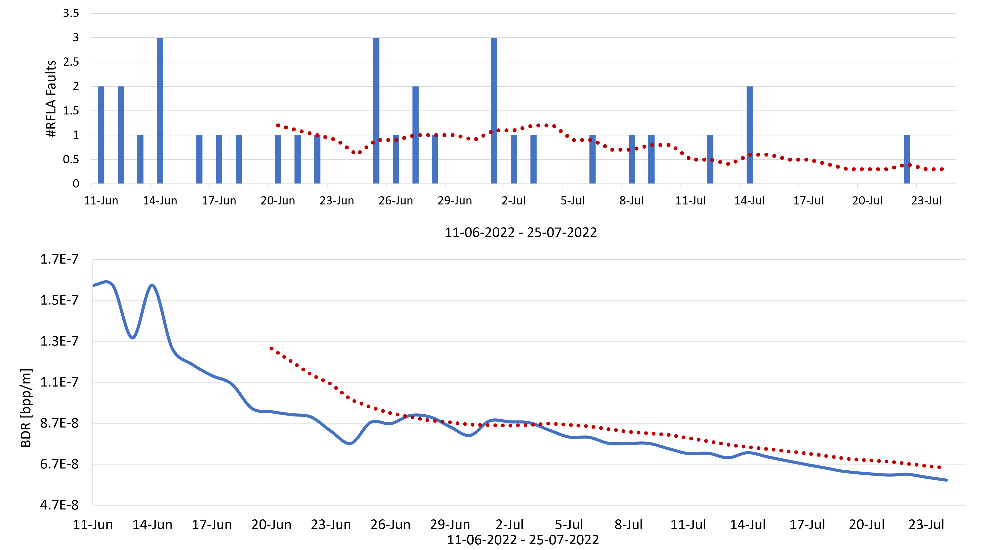 3.5
3
2.5
2
1.5
1
0.5
0
#RFLA Faults
11-Jun 14-Jun 17-Jun 20-Jun 23-Jun 26-Jun 29-Jun 2-Jul 5-Jul 8-Jul 11-Jul 14-Jul 17-Jul 20-Jul 23-Jul
11-06-2022 - 25-07-2022
1.7E-7
1.5E-7
1.3E-7
1.1E-7
8.7E-8
6.7E-8
4.7E-8
BDR [bpp/m]
11-Jun 14-Jun 17-Jun 20-Jun 23-Jun 26-Jun 29-Jun 2-Jul 5-Jul 8-Jul 11-Jul 14-Jul 17-Jul 20-Jul 23-Jul
11-06-2022 - 25-07-2022